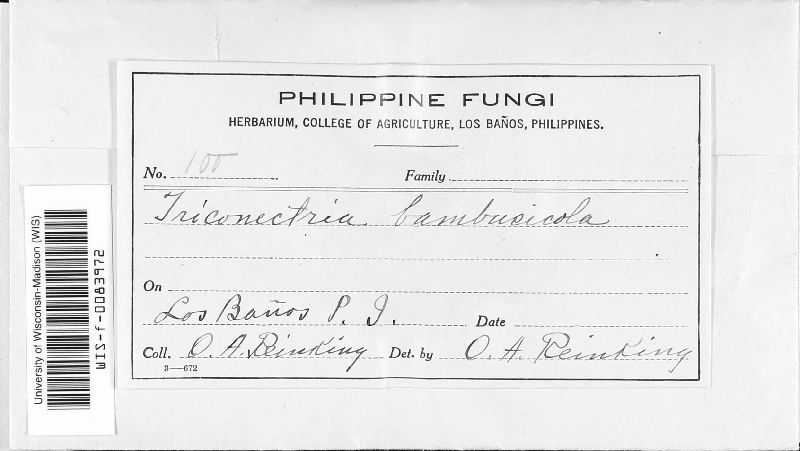 PHILIPPINE FUNGI
HERBARIUM, COLLEGE OF AGRICULTURE, LOS BAÑOS, PHILIPPINES.
No. 100 Family
Triconectria bambusicola
On
Los Baños P. I. Date
Coll. O. A. Reinking Det. by O. A. Reinking
3—672
University of Wisconsin-Madison (WIS)
WIS-f-0083972